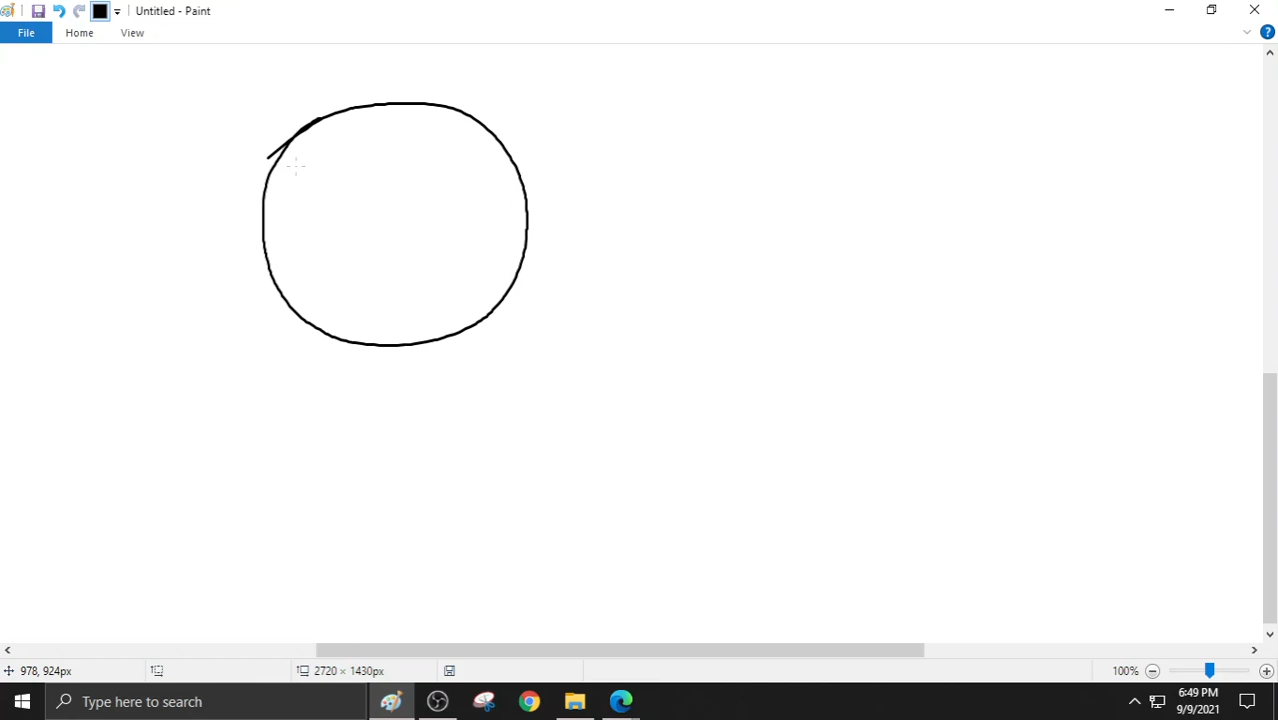 Untitled - Paint
File Home View
978, 924px 2720 × 1430px 100%
Type here to search
6:49 PM
9/9/2021